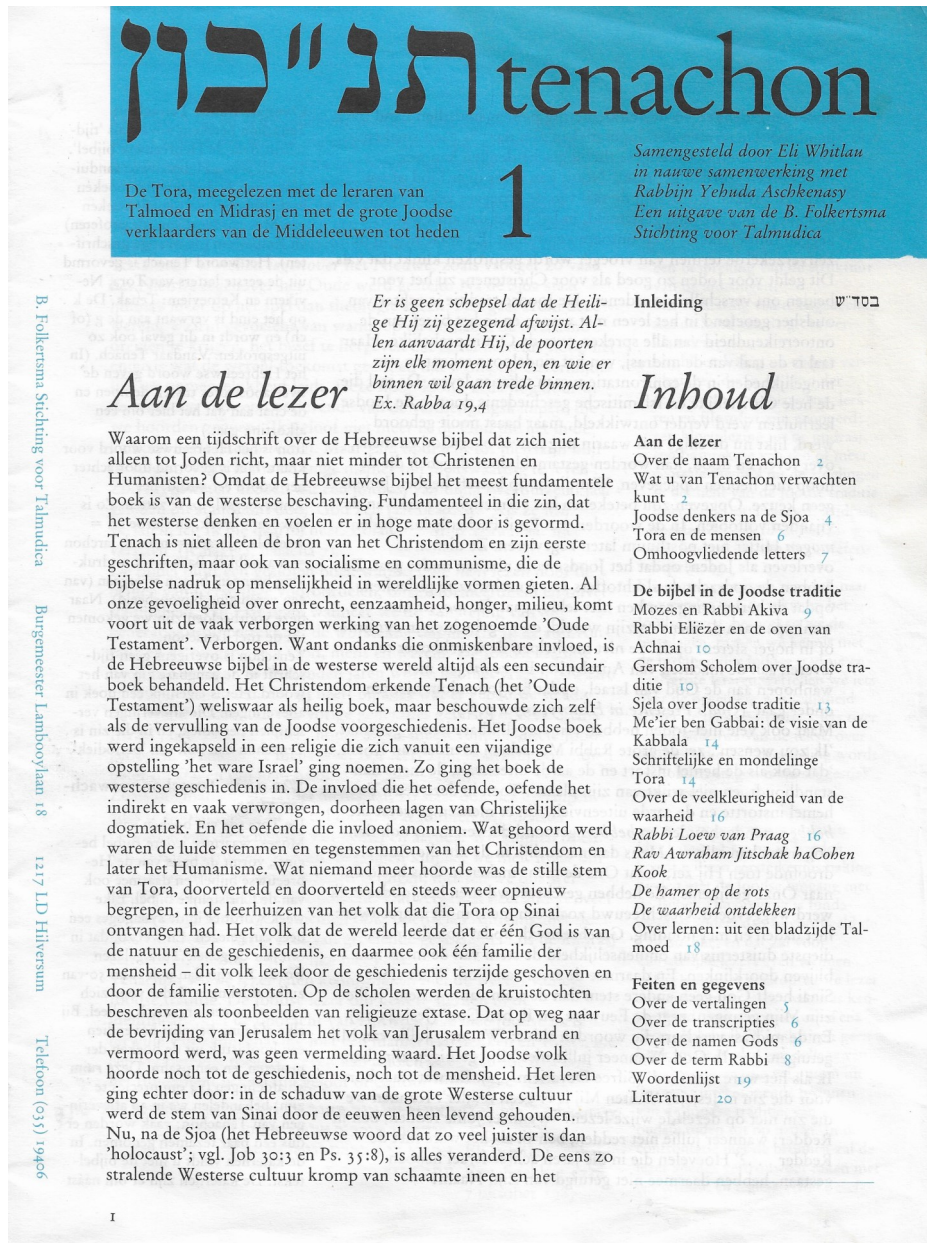 תנ״כון tenachon
De Tora, meegelezen met de leraren van
Talmoed en Midrasj en met de grote Joodse
verklaarders van de Middeleeuwen tot heden
1
Samengesteld door Eli Whitlau
in nauwe samenwerking met
Rabbijn Yehuda Aschkenasy
Een uitgave van de B. Folkertsma
Stichting voor Talmudica
B. Folkertsma Stichting voor Talmudica Burgemeester Lambooylaan 18 1217 LD Hilversum Telefoon (035) 19406
Er is geen schepsel dat de Heili-
ge Hij zij gezegend afwijst. Al-
len aanvaardt Hij, de poorten
zijn elk moment open, en wie er
binnen wil gaan trede binnen.
Ex. Rabba 19,4
Aan de lezer
Waarom een tijdschrift over de Hebreeuwse bijbel dat zich niet
alleen tot Joden richt, maar niet minder tot Christenen en
Humanisten? Omdat de Hebreeuwse bijbel het meest fundamentele
boek is van de westerse beschaving. Fundamenteel in die zin, dat
het westerse denken en voelen er in hoge mate door is gevormd.
Tenach is niet alleen de bron van het Christendom en zijn eerste
geschriften, maar ook van socialisme en communisme, die de
bijbelse nadruk op menselijkheid in wereldlijke vormen gieten. Al
onze gevoeligheid over onrecht, eenzaamheid, honger, milieu, komt
voort uit de vaak verborgen werking van het zogenoemde 'Oude
Testament'. Verborgen. Want ondanks die onmiskenbare invloed, is
de Hebreeuwse bijbel in de westerse wereld altijd als een secundair
boek behandeld. Het Christendom erkende Tenach (het 'Oude
Testament') weliswaar als heilig boek, maar beschouwde zich zelf
als de vervulling van de Joodse voorgeschiedenis. Het Joodse boek
werd ingekapseld in een religie die zich vanuit een vijandige
opstelling 'het ware Israel' ging noemen. Zo ging het boek de
westerse geschiedenis in. De invloed die het oefende, oefende het
indirekt en vaak verwrongen, doorheen lagen van Christelijke
dogmatiek. En het oefende die invloed anoniem. Wat gehoord werd
waren de luide stemmen en tegenstemmen van het Christendom en
later het Humanisme. Wat niemand meer hoorde was de stille stem
van Tora, doorverteld en doorverteld en steeds weer opnieuw
begrepen, in de leerhuizen van het volk dat die Tora op Sinai
ontvangen had. Het volk dat de wereld leerde dat er één God is van
de natuur en de geschiedenis, en daarmee ook één familie der
mensheid – dit volk leek door de geschiedenis terzijde geschoven en
door de familie verstoten. Op de scholen werden de kruistochten
beschreven als toonbeelden van religieuze extase. Dat op weg naar
de bevrijding van Jerusalem het volk van Jerusalem verbrand en
vermoord werd, was geen vermelding waard. Het Joodse volk
hoorde noch tot de geschiedenis, noch tot de mensheid. Het leren
ging echter door: in de schaduw van de grote Westerse cultuur
werd de stem van Sinai door de eeuwen heen levend gehouden.
Nu, na de Sjoa (het Hebreeuwse woord dat zo veel juister is dan
'holocaust'; vgl. Job 30:3 en Ps. 35:8), is alles veranderd. De eens zo
stralende Westerse cultuur kromp van schaamte ineen en het
Inleiding בסד״ש
Inhoud
Aan de lezer
Over de naam Tenachon 2
Wat u van Tenachon verwachten
kunt 2
Joodse denkers na de Sjoa 4
Tora en de mensen 6
Omhoogvliedende letters 7
De bijbel in de Joodse traditie
Mozes en Rabbi Akiva 9
Rabbi Eliëzer en de oven van
Achnai 10
Gershom Scholem over Joodse tra-
ditie 10
Sjela over Joodse traditie 13
Me'ier ben Gabbai: de visie van de
Kabbala 14
Schriftelijke en mondelinge
Tora 14
Over de veelkleurigheid van de
waarheid 16
Rabbi Loew van Praag 16
Rav Awraham Jitschak haCohen
Kook
De hamer op de rots
De waarheid ontdekken
Over lernen: uit een bladzijde Tal-
moed 18
Feiten en gegevens
Over de vertalingen 5
Over de transcripties 6
Over de namen Gods 6
Over de term Rabbi 8
Woordenlijst 19
Literatuur 20
1